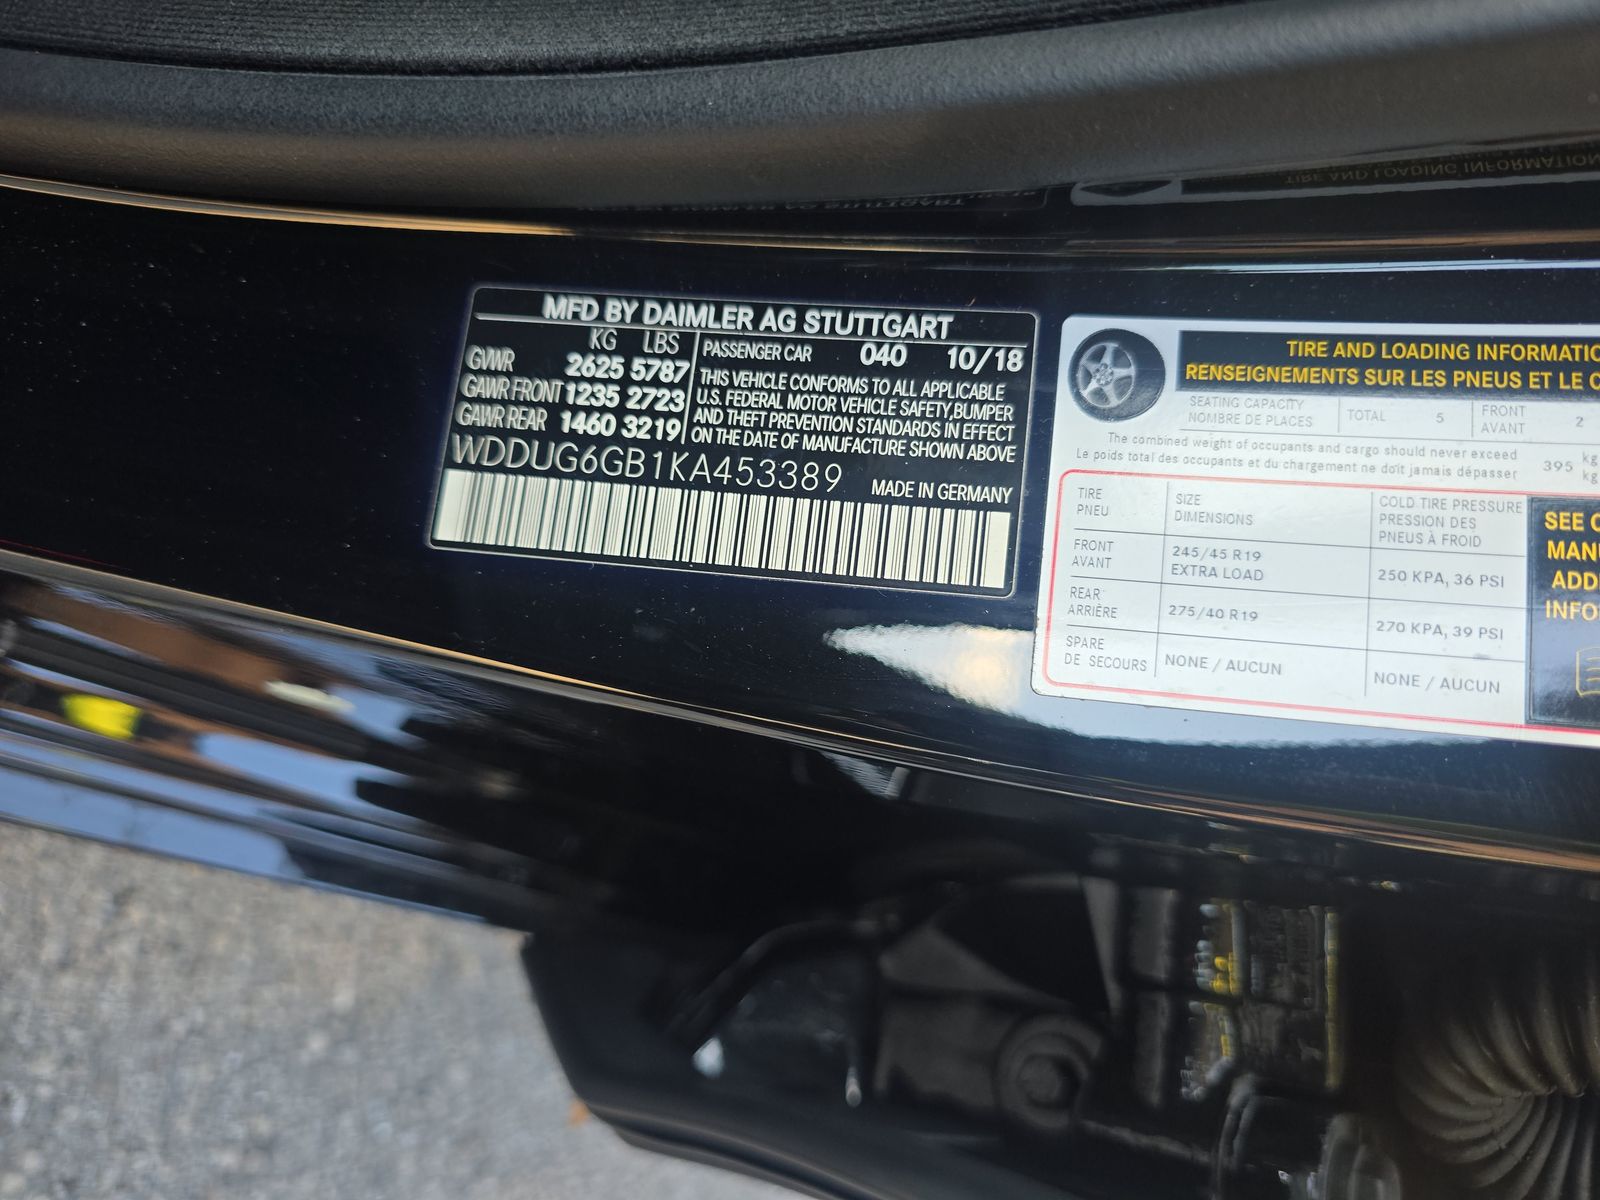 MFD BY DAIMLER AG STUTTGART
KG LBS
GVWR 2625 5787
GAWR FRONT 1235 2723
GAWR REAR 1460 3219
PASSENGER CAR 040 10/18
THIS VEHICLE CONFORMS TO ALL APPLICABLE
U.S. FEDERAL MOTOR VEHICLE SAFETY, BUMPER
AND THEFT PREVENTION STANDARDS IN EFFECT
ON THE DATE OF MANUFACTURE SHOWN ABOVE
WDDUG6GB1KA453389
MADE IN GERMANY
TIRE AND LOADING
RENSEIGNEMENTS SUR LES PNEUS ET LE
SEATING CAPACITY
NOMBRE DE PLACES
TOTAL 5
FRONT
AVANT
2
The combined weight of occupants and cargo should never exceed
Le poids total des occupants et du chargement ne doit jamais dépasser
395 kg
kg
TIRE
PNEU
SIZE
DIMENSIONS
COLD TIRE PRESSURE
PRESSION DES
PNEUS À FROID
FRONT
AVANT
245/45 R19
EXTRA LOAD
250 KPA, 36 PSI
REAR
ARRIÈRE
275/40 R19
270 KPA, 39 PSI
SPARE
DE SECOURS
NONE / AUCUN
NONE / AUCUN
SEE